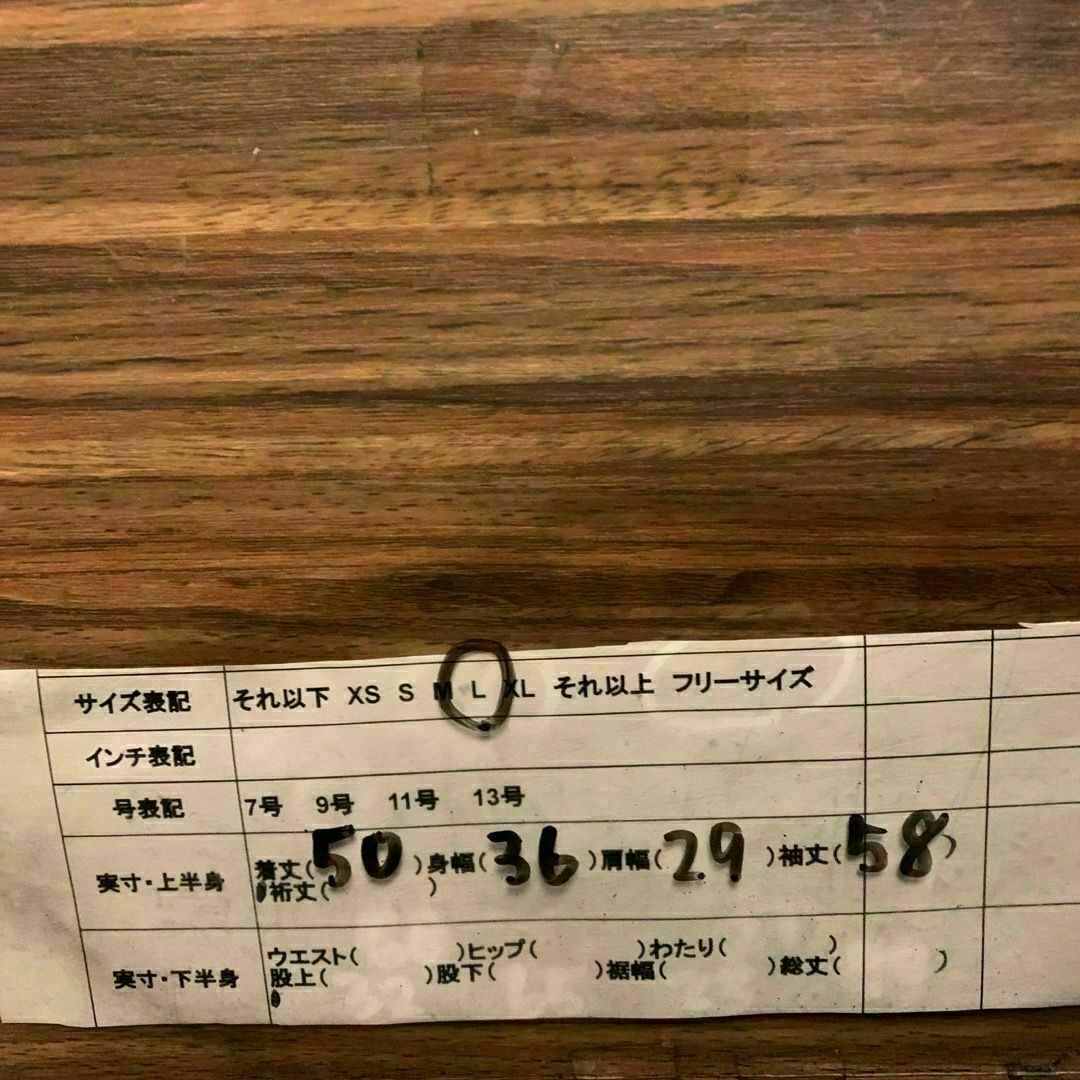 サイズ表記 それ以下 XS S M L XL それ以上 フリーサイズ
インチ表記
号表記 7号 9号 11号 13号
実寸・上半身 着丈(50)身幅(36)肩幅(29)袖丈(58)
裄丈( )
実寸・下半身 ウエスト( )ヒップ( )わたり( )
股上( )股下( )裾幅( )総丈( )